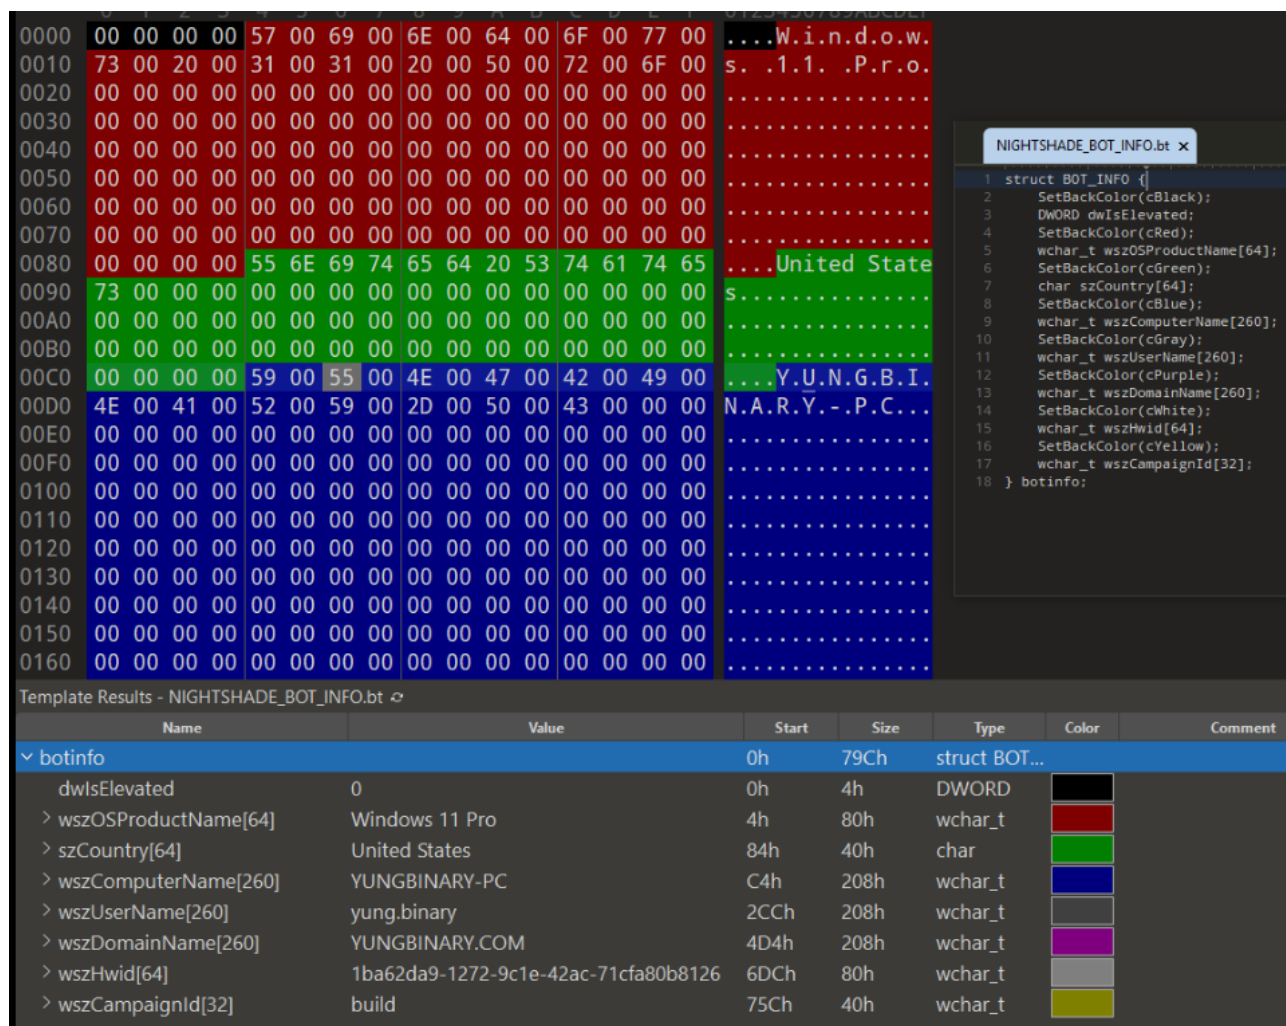 0 1 2 3 4 5 6 7 8 9 A B C D E F 0123456789ABCDEF
0000 00 00 00 00 57 00 69 00 6E 00 64 00 6F 00 77 00 ....W.i.n.d.o.w.
0010 73 00 20 00 31 00 31 00 20 00 50 00 72 00 6F 00 s. .1.1. .P.r.o.
0020 00 00 00 00 00 00 00 00 00 00 00 00 00 00 00 00 ................
0030 00 00 00 00 00 00 00 00 00 00 00 00 00 00 00 00 ................
0040 00 00 00 00 00 00 00 00 00 00 00 00 00 00 00 00 ................
0050 00 00 00 00 00 00 00 00 00 00 00 00 00 00 00 00 ................
0060 00 00 00 00 00 00 00 00 00 00 00 00 00 00 00 00 ................
0070 00 00 00 00 00 00 00 00 00 00 00 00 00 00 00 00 ................
0080 00 00 00 00 55 6E 69 74 65 64 20 53 74 61 74 65 ....United State
0090 73 00 00 00 00 00 00 00 00 00 00 00 00 00 00 00 s...............
00A0 00 00 00 00 00 00 00 00 00 00 00 00 00 00 00 00 ................
00B0 00 00 00 00 00 00 00 00 00 00 00 00 00 00 00 00 ................
00C0 00 00 00 00 59 00 55 00 4E 00 47 00 42 00 49 00 ....Y.U.N.G.B.I.
00D0 4E 00 41 00 52 00 59 00 2D 00 50 00 43 00 00 00 N.A.R.Y.-.P.C...
00E0 00 00 00 00 00 00 00 00 00 00 00 00 00 00 00 00 ................
00F0 00 00 00 00 00 00 00 00 00 00 00 00 00 00 00 00 ................
0100 00 00 00 00 00 00 00 00 00 00 00 00 00 00 00 00 ................
0110 00 00 00 00 00 00 00 00 00 00 00 00 00 00 00 00 ................
0120 00 00 00 00 00 00 00 00 00 00 00 00 00 00 00 00 ................
0130 00 00 00 00 00 00 00 00 00 00 00 00 00 00 00 00 ................
0140 00 00 00 00 00 00 00 00 00 00 00 00 00 00 00 00 ................
0150 00 00 00 00 00 00 00 00 00 00 00 00 00 00 00 00 ................
0160 00 00 00 00 00 00 00 00 00 00 00 00 00 00 00 00 ................
NIGHTSHADE_BOT_INFO.bt ×
1 struct BOT_INFO {
2 SetBackColor(cBlack);
3 DWORD dwIsElevated;
4 SetBackColor(cRed);
5 wchar_t wszOSProductName[64];
6 SetBackColor(cGreen);
7 char szCountry[64];
8 SetBackColor(cBlue);
9 wchar_t wszComputerName[260];
10 SetBackColor(cGray);
11 wchar_t wszUserName[260];
12 SetBackColor(cPurple);
13 wchar_t wszDomainName[260];
14 SetBackColor(cWhite);
15 wchar_t wszHwid[64];
16 SetBackColor(cYellow);
17 wchar_t wszCampaignId[32];
18 } botinfo;
Template Results - NIGHTSHADE_BOT_INFO.bt
Name Value Start Size Type Color Comment
botinfo 0h 79Ch struct BOT...
dwIsElevated 0 0h 4h DWORD
wszOSProductName[64] Windows 11 Pro 4h 80h wchar_t
szCountry[64] United States 84h 40h char
wszComputerName[260] YUNGBINARY-PC C4h 208h wchar_t
wszUserName[260] yung.binary 2CCh 208h wchar_t
wszDomainName[260] YUNGBINARY.COM 4D4h 208h wchar_t
wszHwid[64] 1ba62da9-1272-9c1e-42ac-71cfa80b8126 6DCh 80h wchar_t
wszCampaignId[32] build 75Ch 40h wchar_t